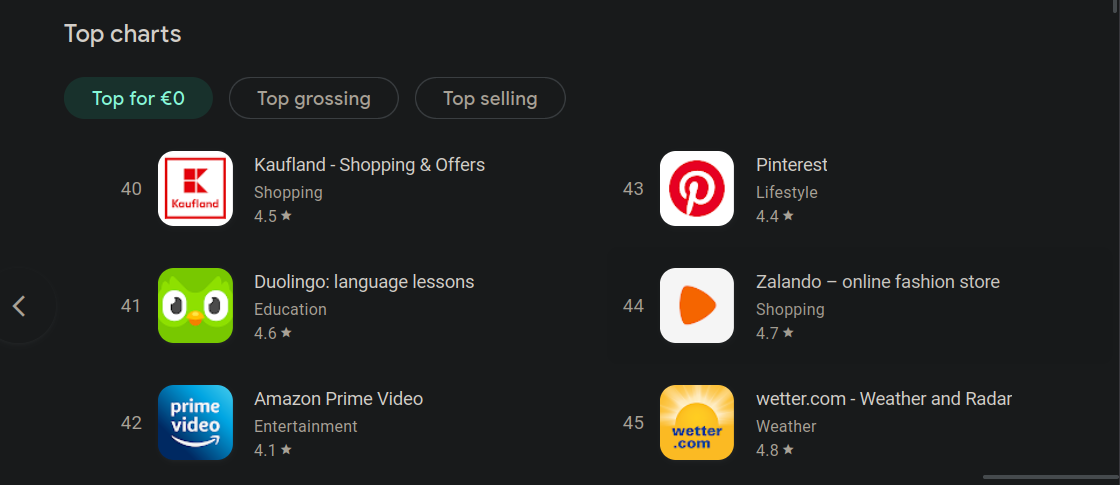 Top charts
Top for €0
Top grossing
Top selling
40
Kaufland
Kaufland - Shopping & Offers
Shopping
4.5 ★
41
Duolingo: language lessons
Education
4.6 ★
42
prime
video
Amazon Prime Video
Entertainment
4.1 ★
43
Pinterest
Lifestyle
4.4 ★
44
Zalando – online fashion store
Shopping
4.7 ★
45
wetter
.com
wetter.com - Weather and Radar
Weather
4.8 ★